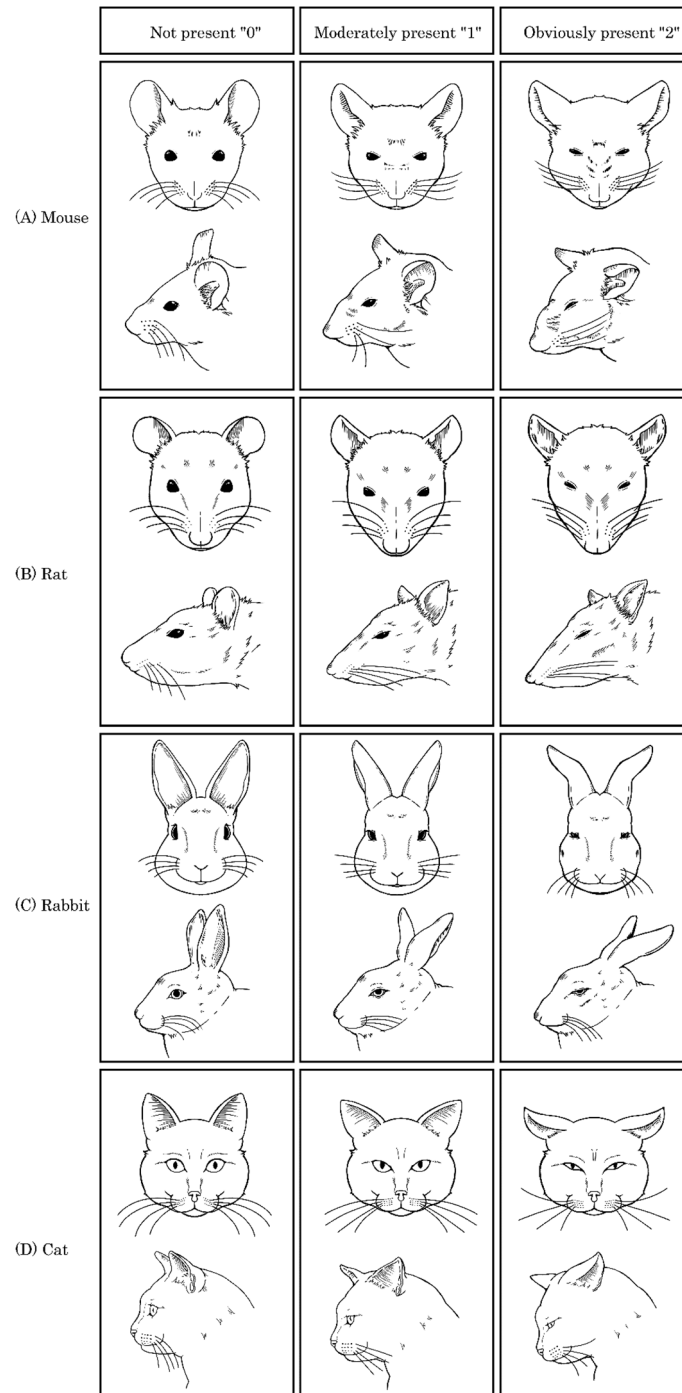 Not present "0"
Moderately present "1"
Obviously present "2"
(A) Mouse
(B) Rat
(C) Rabbit
(D) Cat